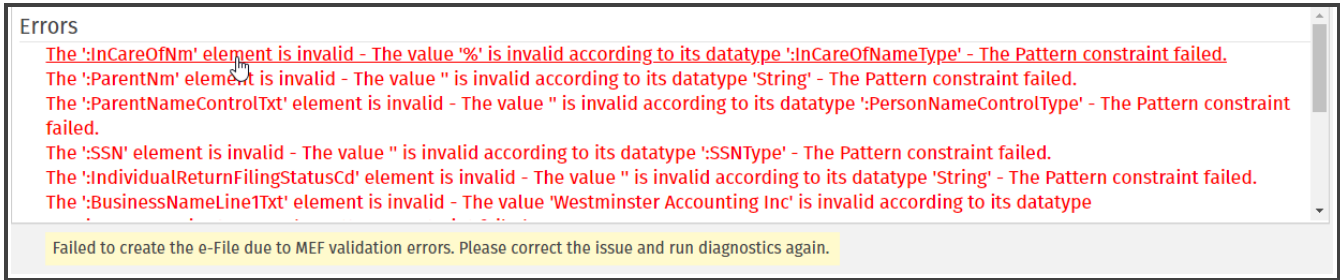 Errors
The ':InCareOfNm' element is invalid - The value '%' is invalid according to its datatype ':InCareOfNameType' - The Pattern constraint failed.
The ':ParentNm' element is invalid - The value '' is invalid according to its datatype 'String' - The Pattern constraint failed.
The ':ParentNameControlTxt' element is invalid - The value '' is invalid according to its datatype ':PersonNameControlType' - The Pattern constraint
failed.
The ':SSN' element is invalid - The value '' is invalid according to its datatype ':SSNType' - The Pattern constraint failed.
The ':IndividualReturnFilingStatusCd' element is invalid - The value '' is invalid according to its datatype 'String' - The Pattern constraint failed.
The ':BusinessNameLine1Txt' element is invalid - The value 'Westminster Accounting Inc' is invalid according to its datatype
Failed to create the e-File due to MEF validation errors. Please correct the issue and run diagnostics again.